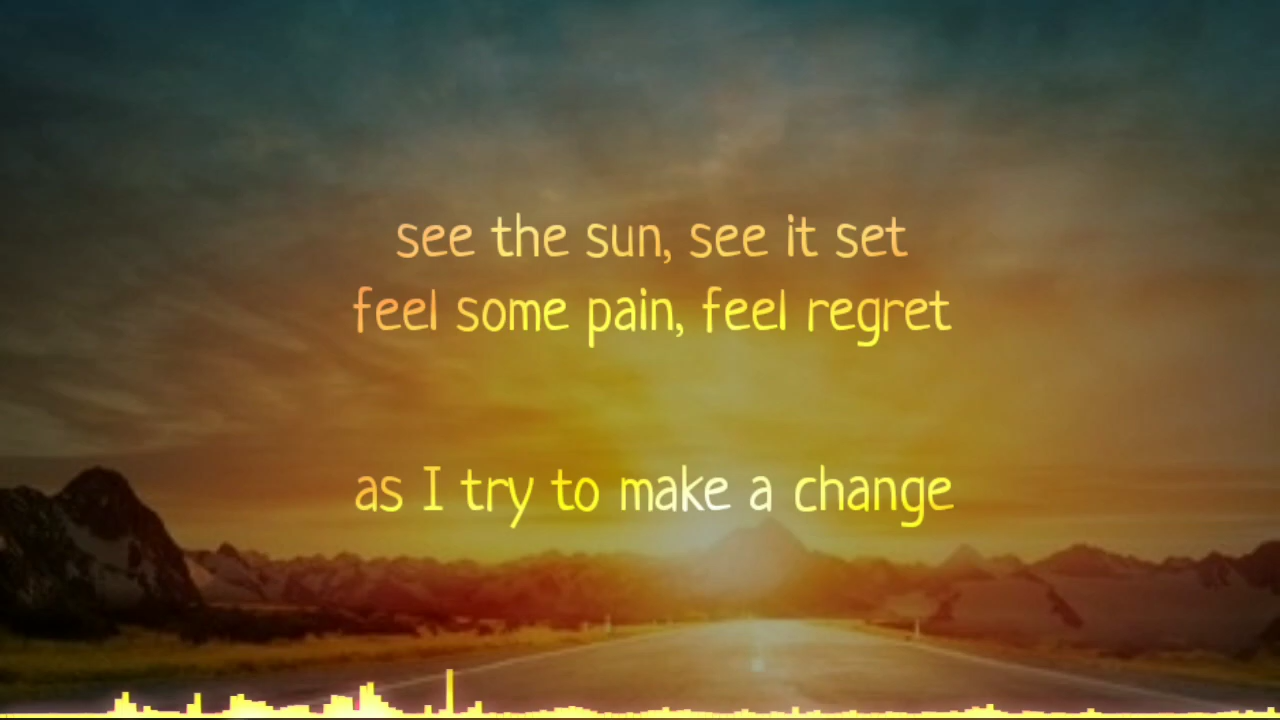 see the sun, see it set
feel some pain, feel regret
as I try to make a change